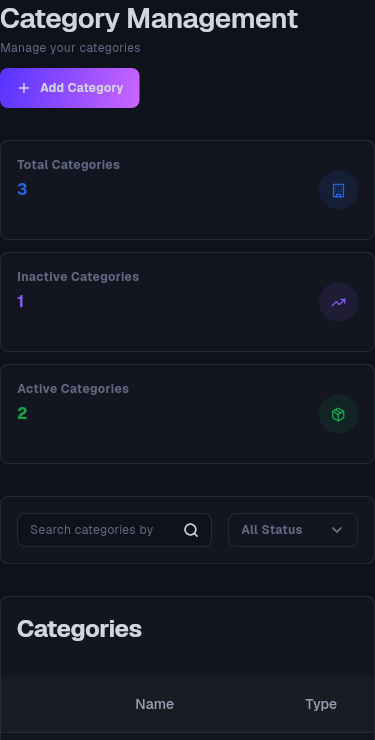 Category Management
Manage your categories
Add Category
Total Categories
3
Inactive Categories
1
Active Categories
2
Search categories by
All Status
Categories
Name Type